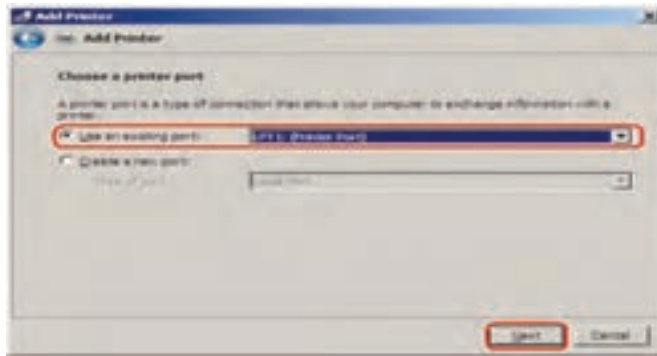 Add Printer
Add Printer
Choose a printer port
A printer port is a type of connection that allows your computer to exchange information with a
printer.
Use an existing port: LPT1: (Printer Port)
Create a new port:
Type of port: Local Port
Next Cancel